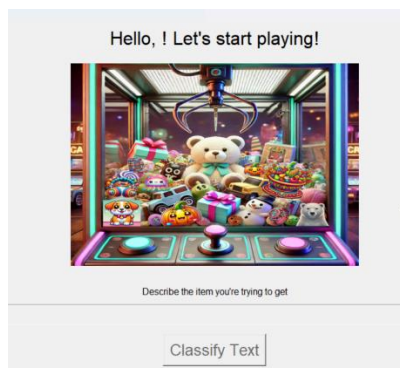 Hello, ! Let's start playing!
Describe the item you're trying to get
Classify Text